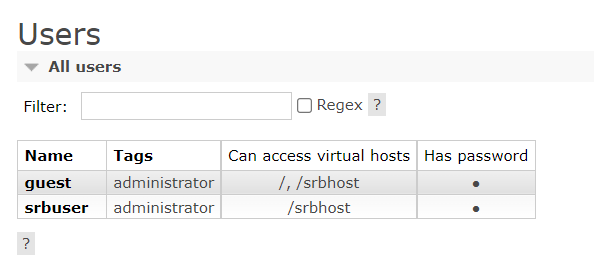 Users
All users
Filter: Regex ?
Name Tags Can access virtual hosts Has password
guest administrator /, /srbhost ●
srbuser administrator /srbhost ●
?